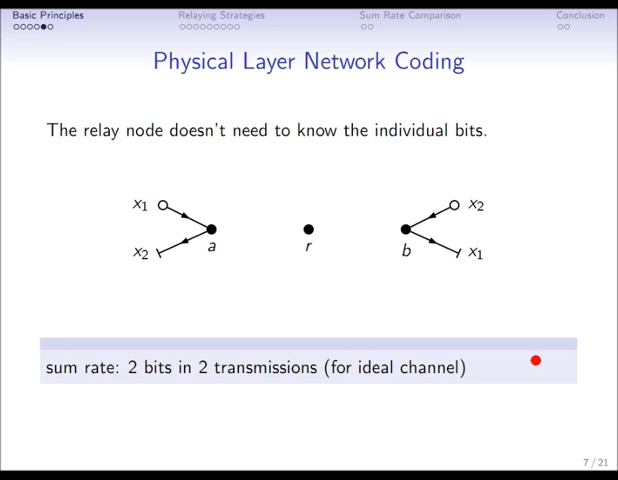 Basic Principles Relaying Strategies Sum Rate Comparison Conclusion
Physical Layer Network Coding
The relay node doesn't need to know the individual bits.
x1 x2
a r b
x2 x1
sum rate: 2 bits in 2 transmissions (for ideal channel)
7 / 21